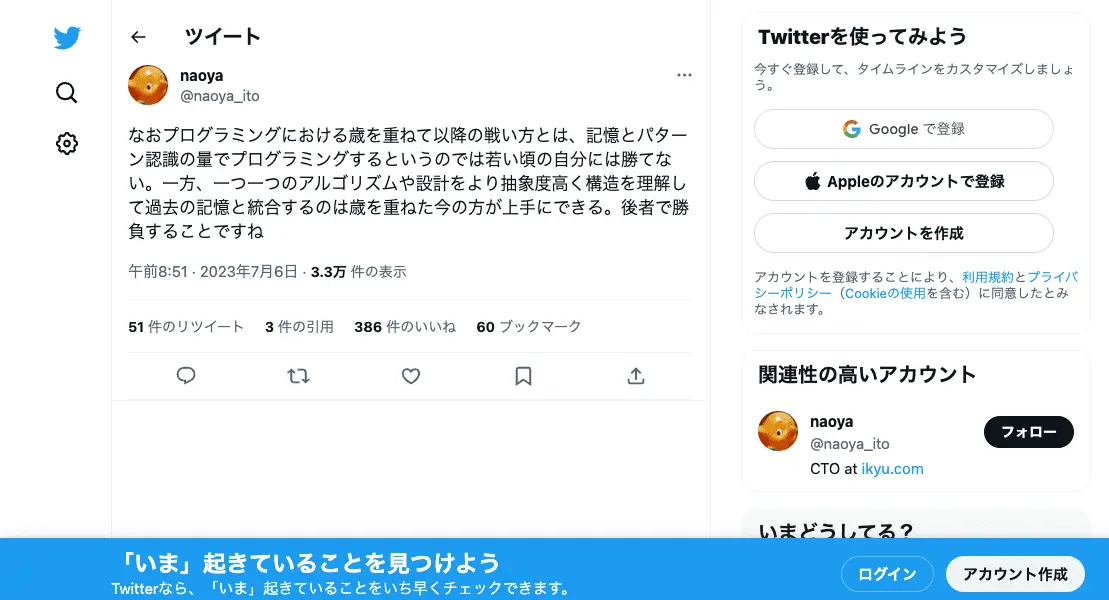 ツイート
naoya
@naoya_ito
なおプログラミングにおける歳を重ねて以降の戦い方とは、記憶とパター
ン認識の量でプログラミングするというのでは若い頃の自分には勝てな
い。一方、一つ一つのアルゴリズムや設計をより抽象度高く構造を理解し
て過去の記憶と統合するのは歳を重ねた今の方が上手にできる。後者で勝
負することですね
午前8:51 · 2023年7月6日 · 3.3万 件の表示
51 件のリツイート 3 件の引用 386 件のいいね 60 ブックマーク
Twitterを使ってみよう
今すぐ登録して、タイムラインをカスタマイズしましょ
う。
Google で登録
Appleのアカウントで登録
アカウントを作成
アカウントを登録することにより、利用規約とプライバ
シーポリシー（Cookieの使用を含む）に同意したとみ
なされます。
関連性の高いアカウント
naoya
@naoya_ito
フォロー
CTO at ikyu.com
いまどうしてる？
「いま」起きていることを見つけよう
Twitterなら、「いま」起きていることをいち早くチェックできます。
ログイン
アカウント作成